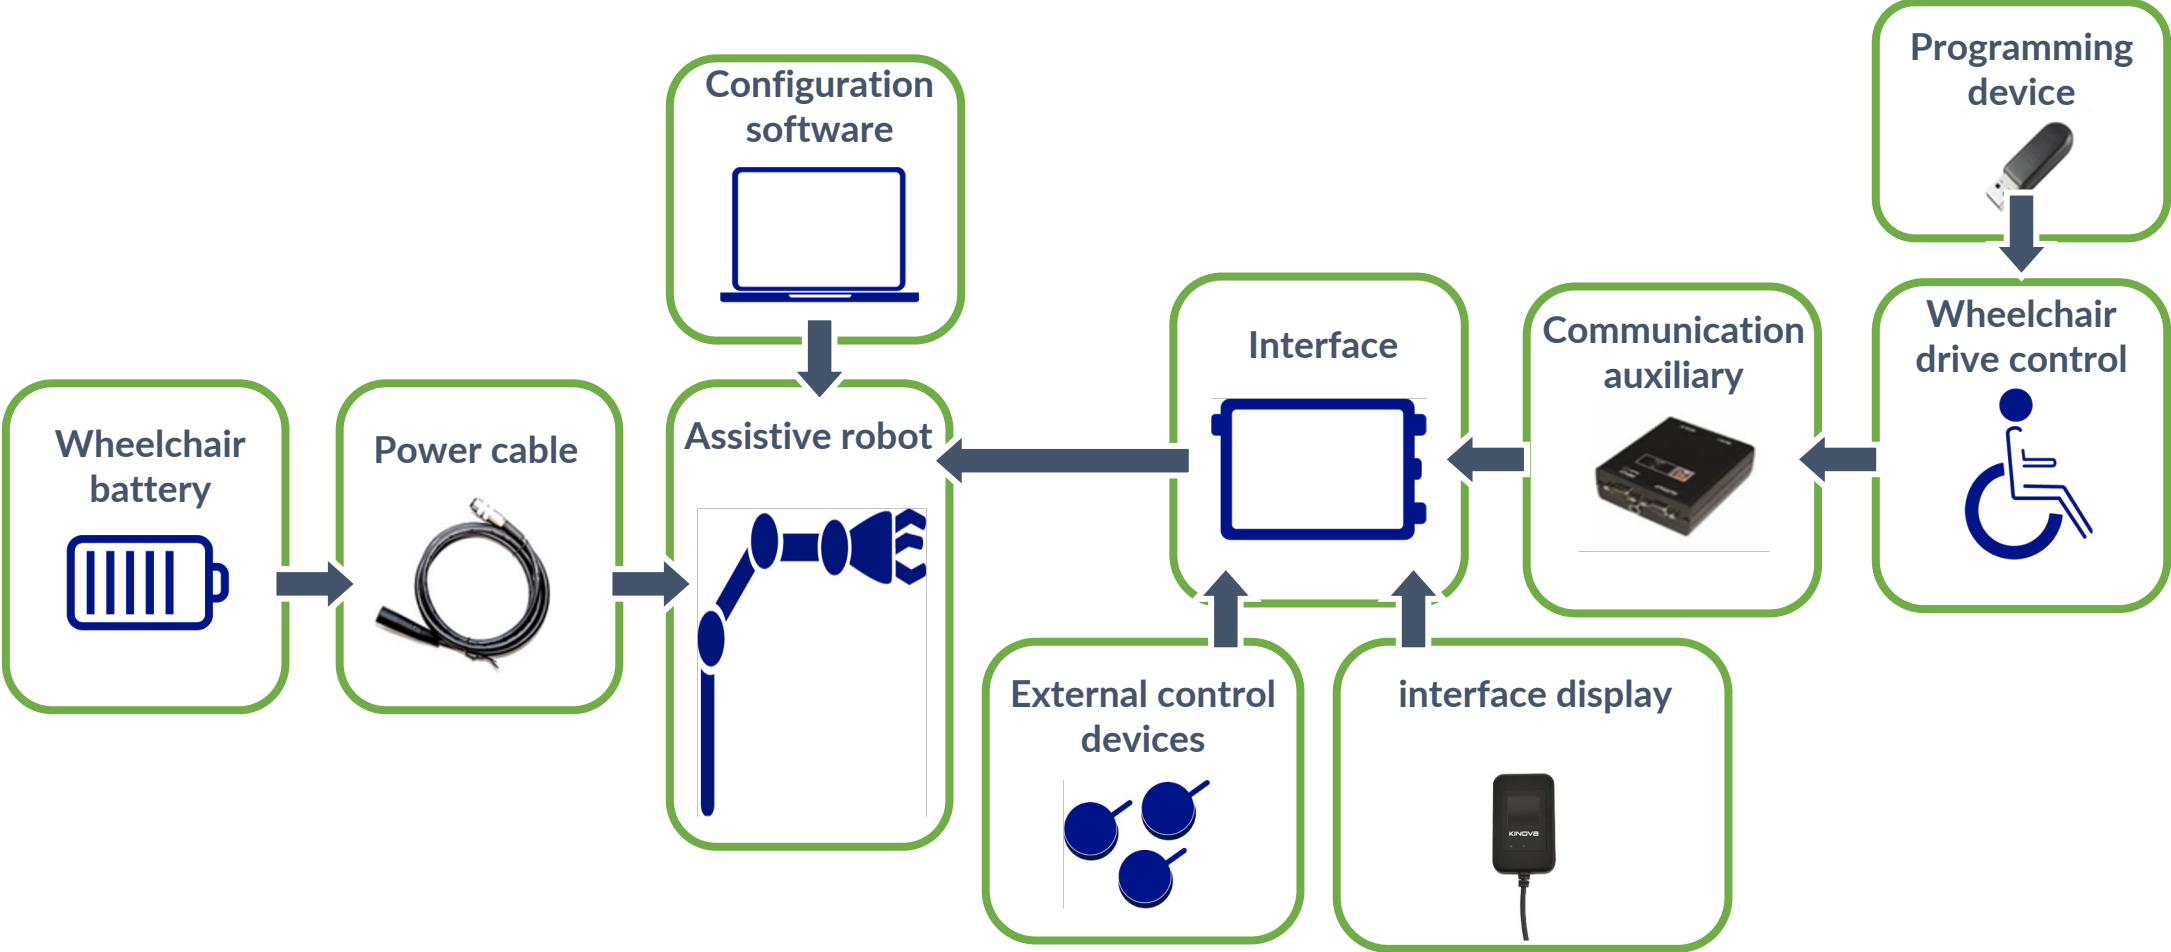 Programming
device
Configuration
software
Wheelchair
drive control
Communication
auxiliary
Interface
Assistive robot
Power cable
Wheelchair
battery
External control
devices
interface display
KINOVA